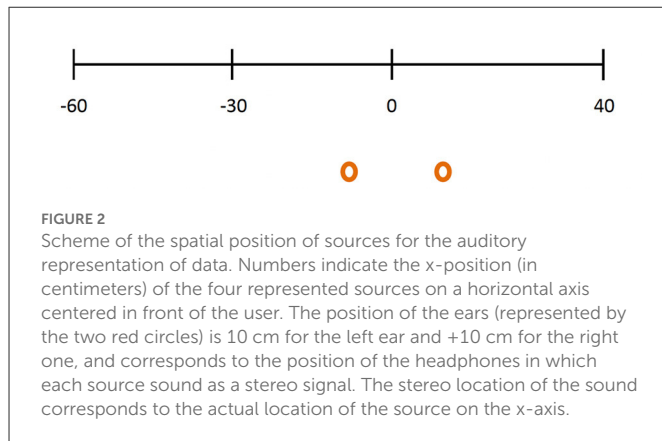 -60 -30 0 40
FIGURE 2
Scheme of the spatial position of sources for the auditory
representation of data. Numbers indicate the x-position (in
centimeters) of the four represented sources on a horizontal axis
centered in front of the user. The position of the ears (represented by
the two red circles) is 10 cm for the left ear and +10 cm for the right
one, and corresponds to the position of the headphones in which
each source sound as a stereo signal. The stereo location of the sound
corresponds to the actual location of the source on the x-axis.